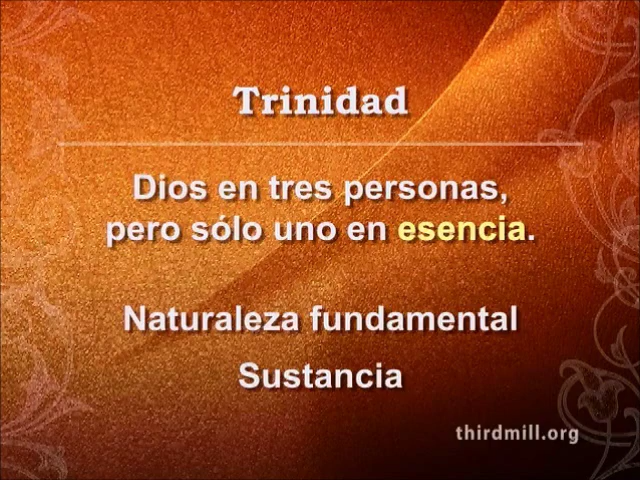 Trinidad
Dios en tres personas,
pero sólo uno en esencia.
Naturaleza fundamental
Sustancia
thirdmill.org